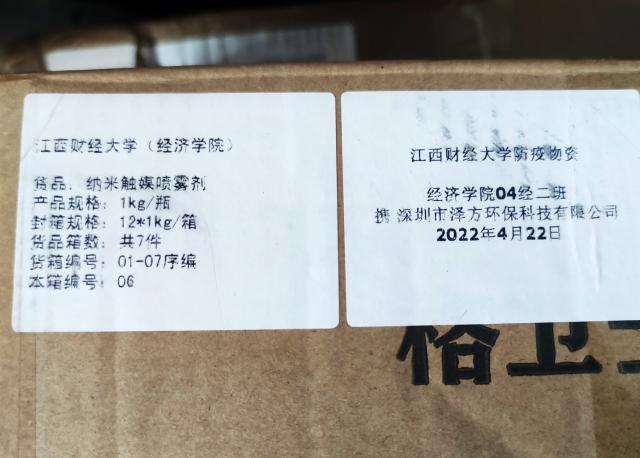 江西财经大学（经济学院）
货品：纳米触媒喷雾剂
产品规格：1kg/瓶
封箱规格：12*1kg/箱
货品箱数：共7件
货箱编号：01-07序编
本箱编号：06
江西财经大学防疫物资
经济学院04经二班
携 深圳市泽方环保科技有限公司
2022年4月22日
格卫